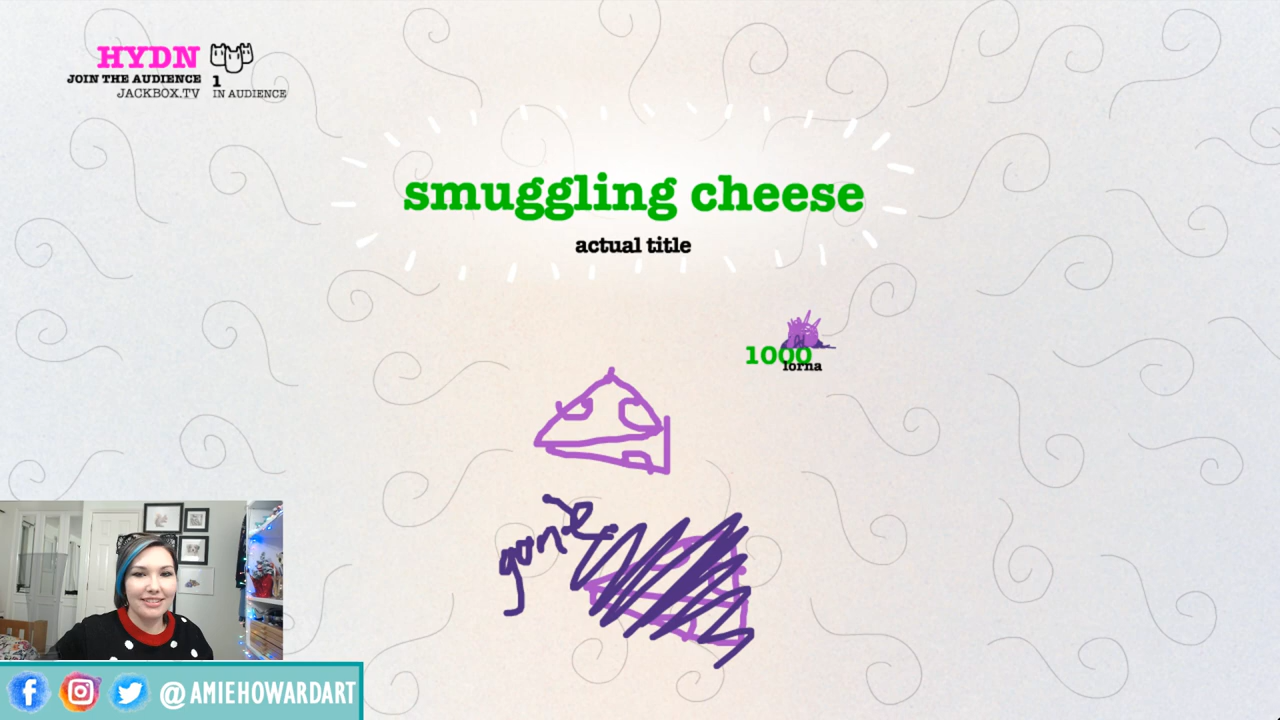 HYDN
JOIN THE AUDIENCE
JACKBOX.TV
1
IN AUDIENCE
smuggling cheese
actual title
1000
lorna
gone
@AMIEHOWARDART